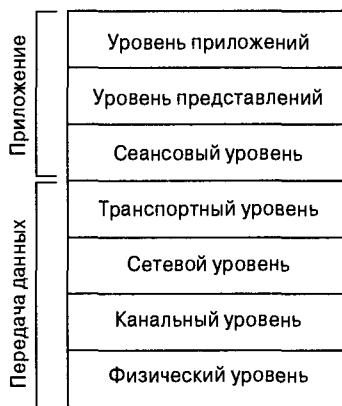 Приложение
Уровень приложений
Уровень представлений
Сеансовый уровень
Передача данных
Транспортный уровень
Сетевой уровень
Канальный уровень
Физический уровень